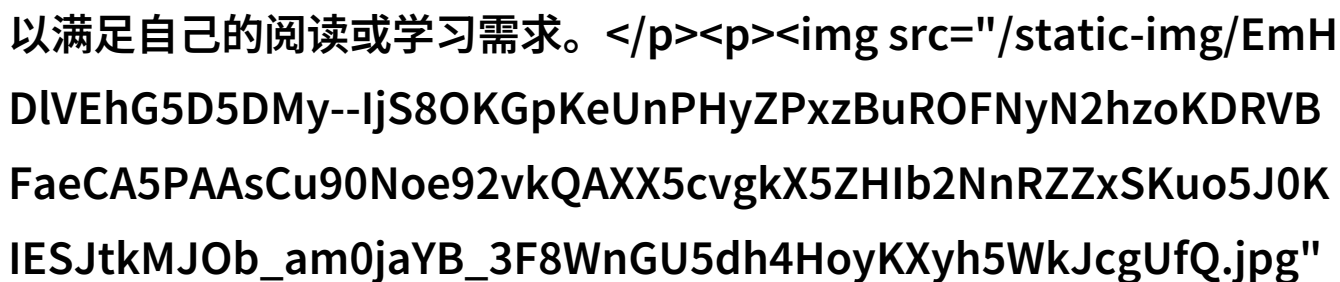 以满足自己的阅读或学习需求。</p><p><img src="/static-img/EmH
DlVEhG5D5DMy--IjS8OKGpKeUnPHyZPxzBuROFNyN2hzoKDRVB
FaeCA5PAAsCu90Noe92vkQAXX5cvgkX5ZHIb2NnRZZxSKuo5J0K
IESJtkMJOb_am0jaYB_3F8WnGU5dh4HoyKXyh5WkJcgUfQ.jpg"